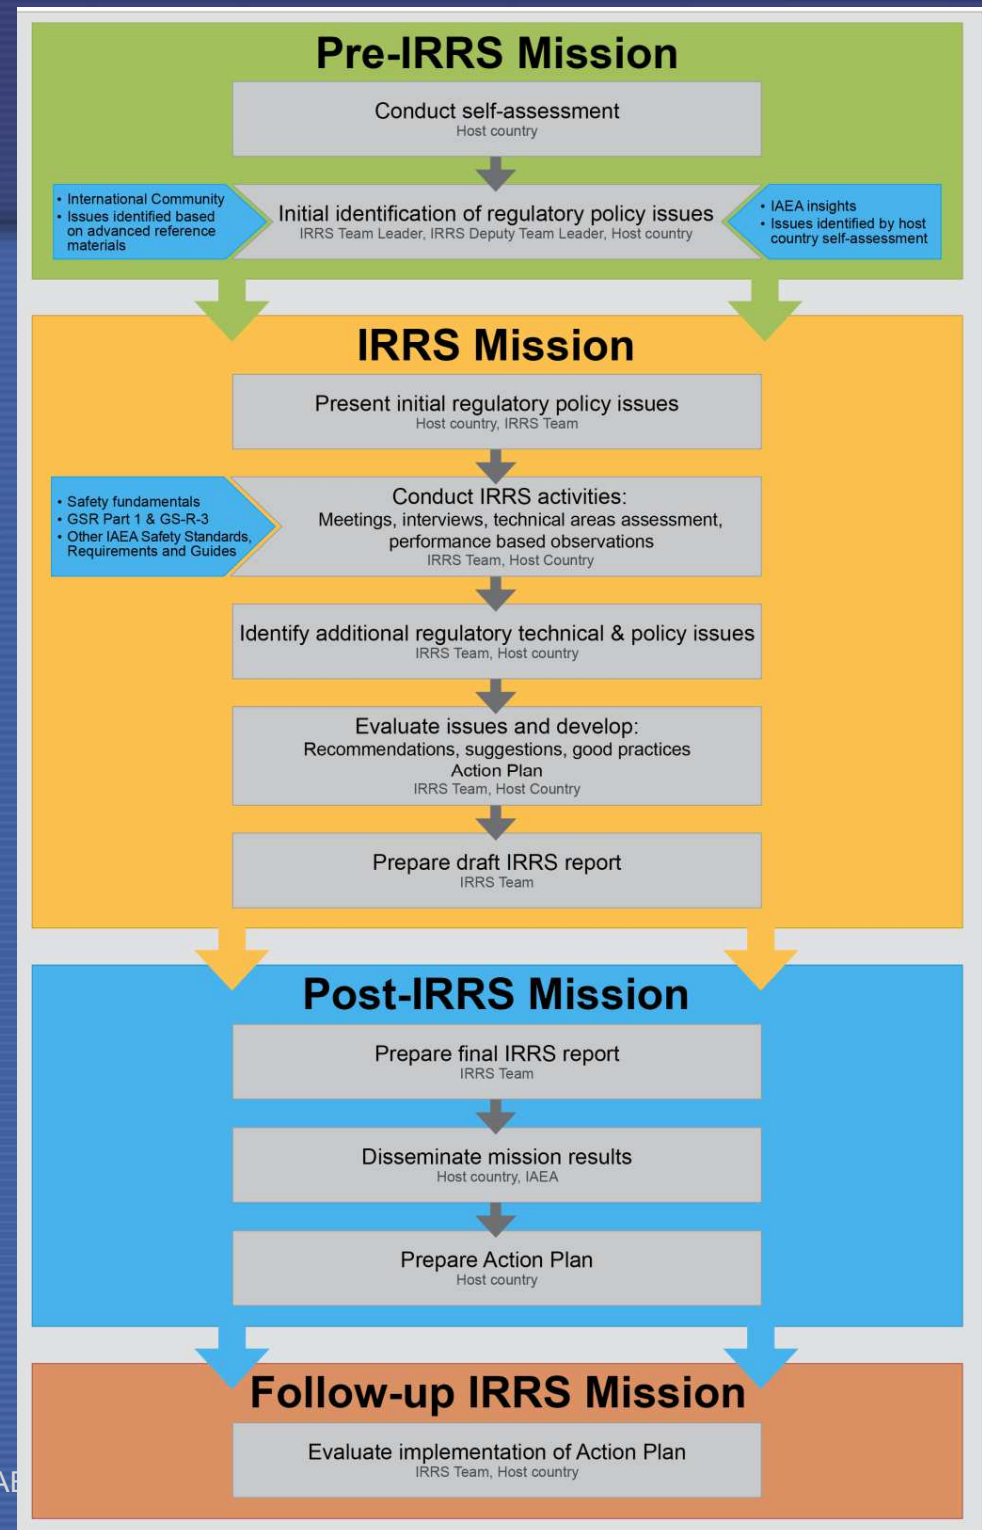 Pre-IRRS Mission
Conduct self-assessment
Host country
• International Community
• Issues identified based
on advanced reference
materials
Initial identification of regulatory policy issues
IRRS Team Leader, IRRS Deputy Team Leader, Host country
• IAEA insights
• Issues identified by host
country self-assessment
IRRS Mission
Present initial regulatory policy issues
Host country, IRRS Team
• Safety fundamentals
• GSR Part 1 & GS-R-3
• Other IAEA Safety Standards,
Requirements and Guides
Conduct IRRS activities:
Meetings, interviews, technical areas assessment,
performance based observations
IRRS Team, Host Country
Identify additional regulatory technical & policy issues
IRRS Team, Host country
Evaluate issues and develop:
Recommendations, suggestions, good practices
Action Plan
IRRS Team, Host Country
Prepare draft IRRS report
IRRS Team
Post-IRRS Mission
Prepare final IRRS report
IRRS Team
Disseminate mission results
Host country, IAEA
Prepare Action Plan
Host country
Follow-up IRRS Mission
Evaluate implementation of Action Plan
IRRS Team, Host country